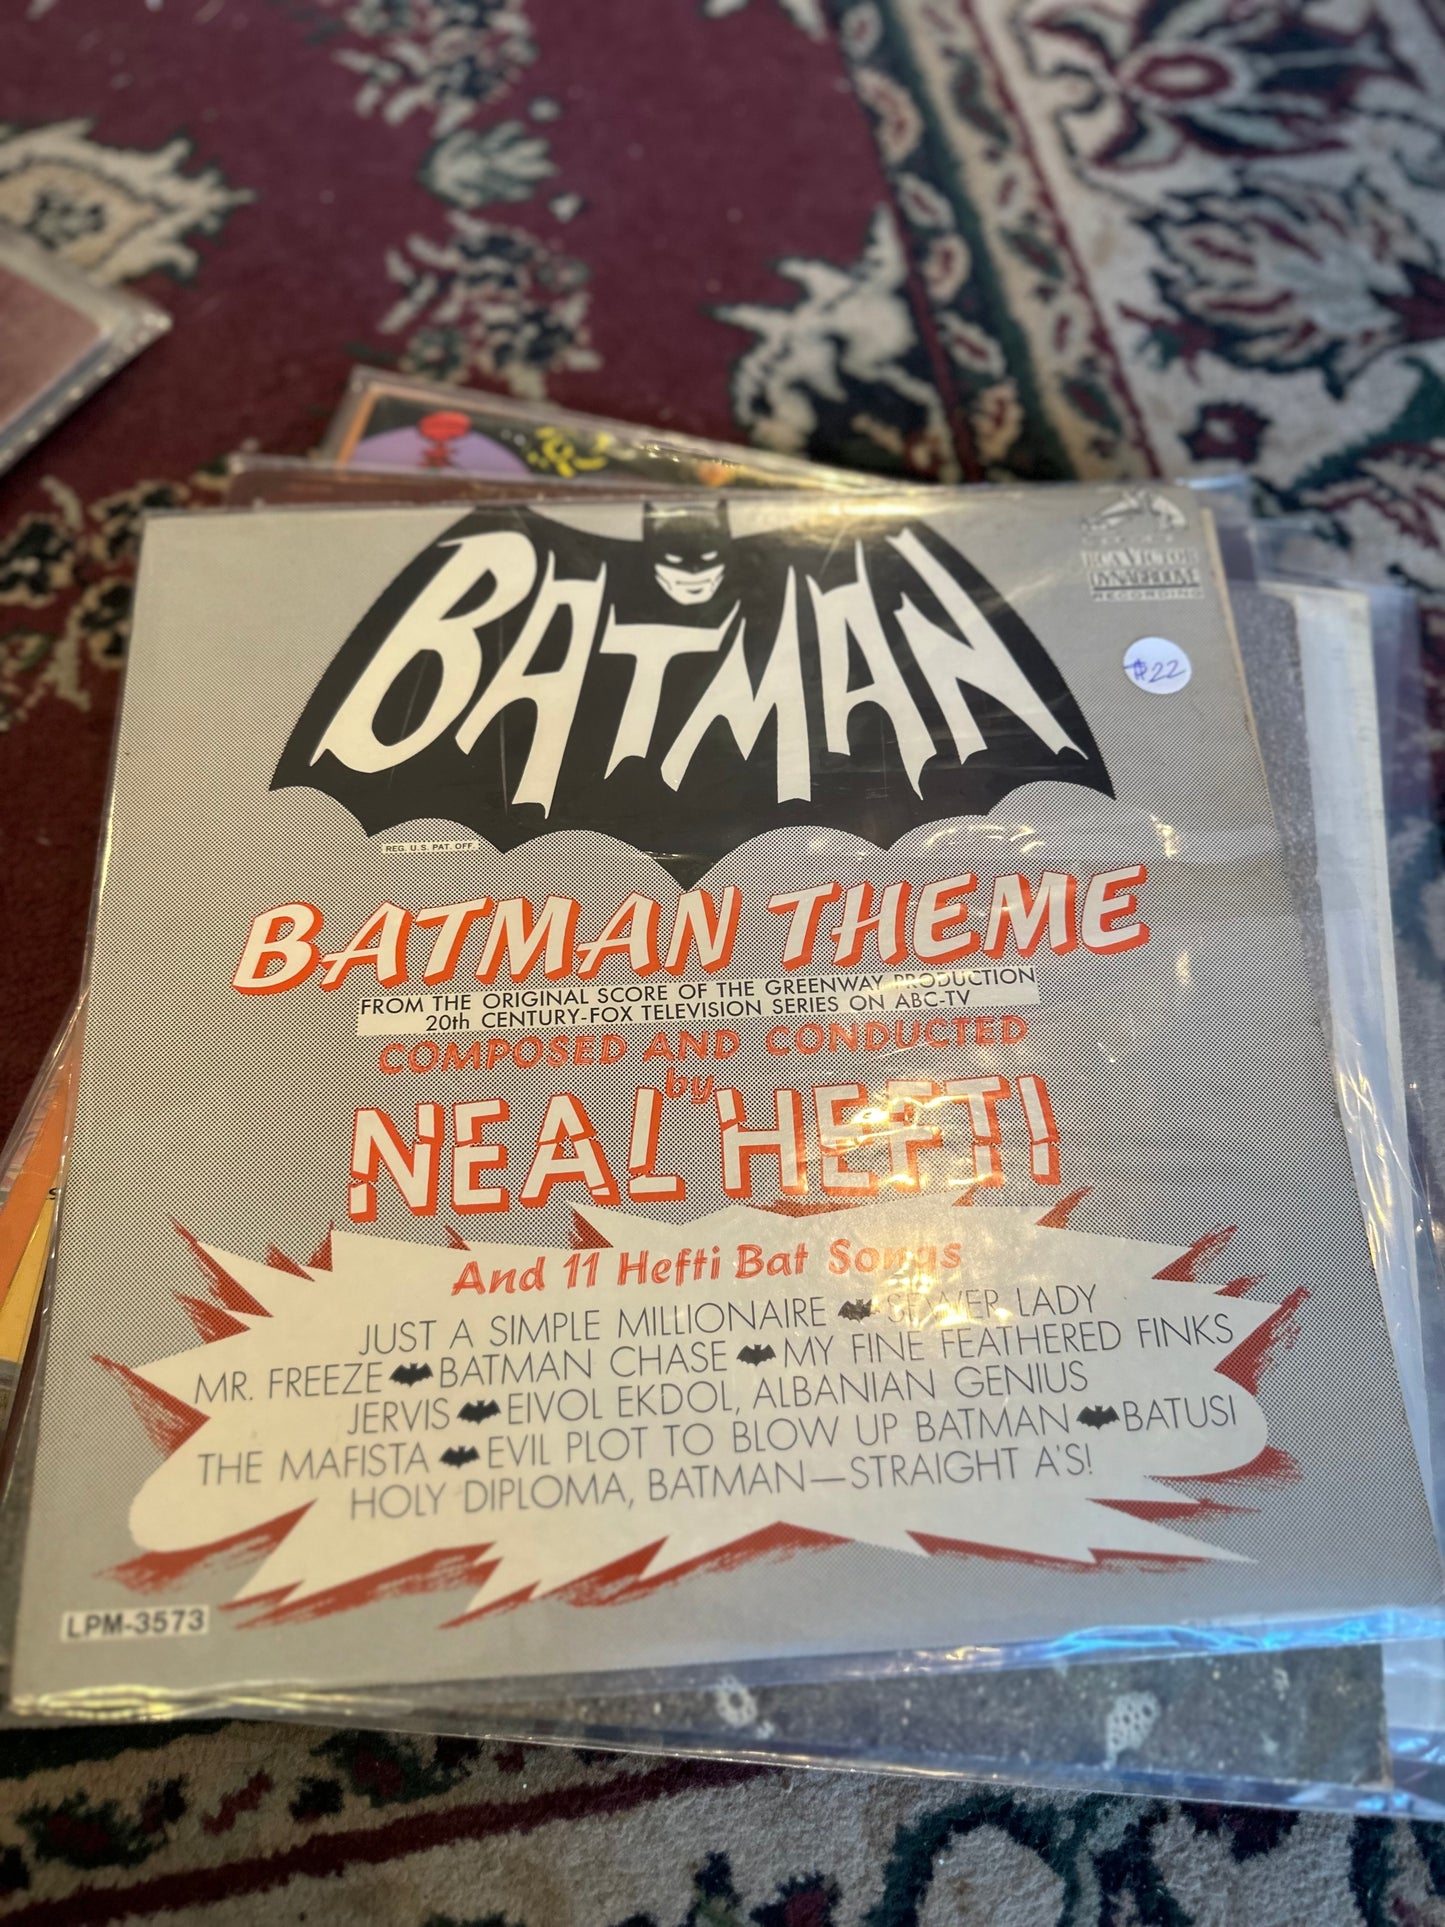 BATMAN
RCA VICTOR
DYNAGROOVE
RECORDING
$22
REG. U.S. PAT. OFF.
BATMAN THEME
FROM THE ORIGINAL SCORE OF THE GREENWAY PRODUCTION
20th CENTURY-FOX TELEVISION SERIES ON ABC-TV
COMPOSED AND CONDUCTED
by
NEAL HEFTI
And 11 Hefti Bat Songs
JUST A SIMPLE MILLIONAIRE SEWER LADY
MR. FREEZE BATMAN CHASE MY FINE FEATHERED FINKS
JERVIS EIVOL EKDOL, ALBANIAN GENIUS
THE MAFISTA EVIL PLOT TO BLOW UP BATMAN BATUSI
HOLY DIPLOMA, BATMAN—STRAIGHT A'S!
LPM-3573